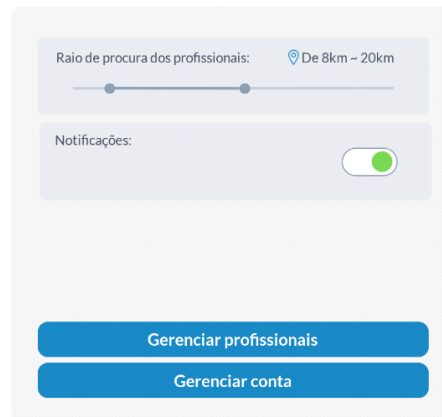 Raio de procura dos profissionais: De 8km ~ 20km
Notificações:
Gerenciar profissionais
Gerenciar conta